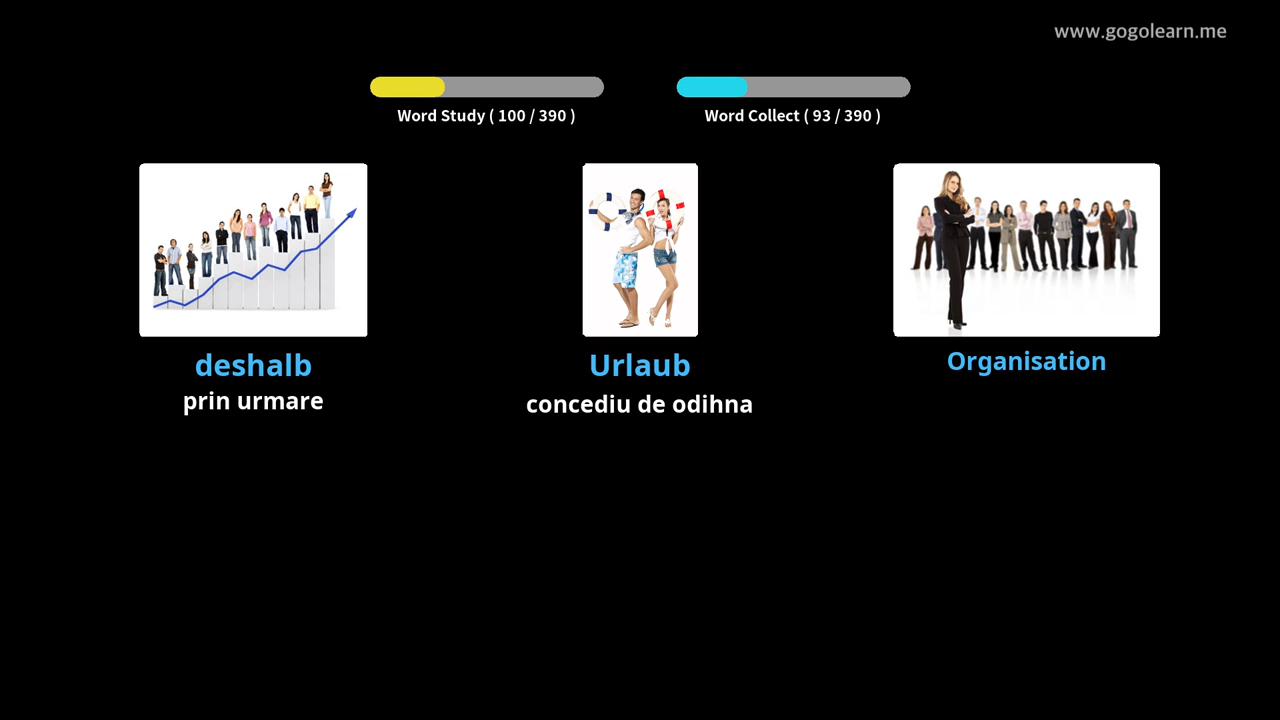 www.gogolearn.me
Word Study ( 100 / 390 )
Word Collect ( 93 / 390 )
deshalb
prin urmare
Urlaub
concediu de odihna
Organisation